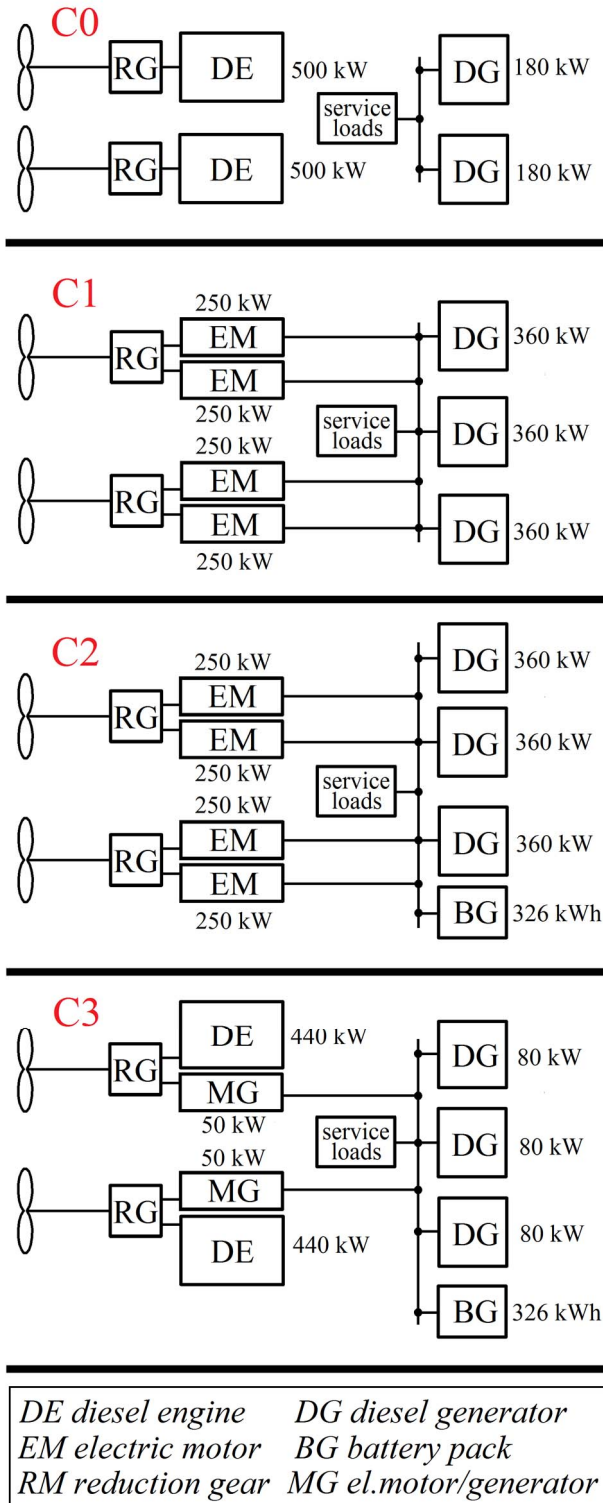 C0
RG DE 500 kW
DG 180 kW
service
loads
RG DE 500 kW
DG 180 kW
C1
250 kW
EM
RG
EM
250 kW
DG 360 kW
service
loads
DG 360 kW
250 kW
EM
RG
EM
250 kW
DG 360 kW
C2
250 kW
EM
RG
EM
250 kW
DG 360 kW
DG 360 kW
service
loads
250 kW
EM
RG
EM
250 kW
DG 360 kW
BG 326 kWh
C3
DE 440 kW
RG
MG
50 kW
DG 80 kW
service
loads
DG 80 kW
50 kW
MG
RG
DE 440 kW
DG 80 kW
BG 326 kWh
DE diesel engine DG diesel generator
EM electric motor BG battery pack
RM reduction gear MG el.motor/generator